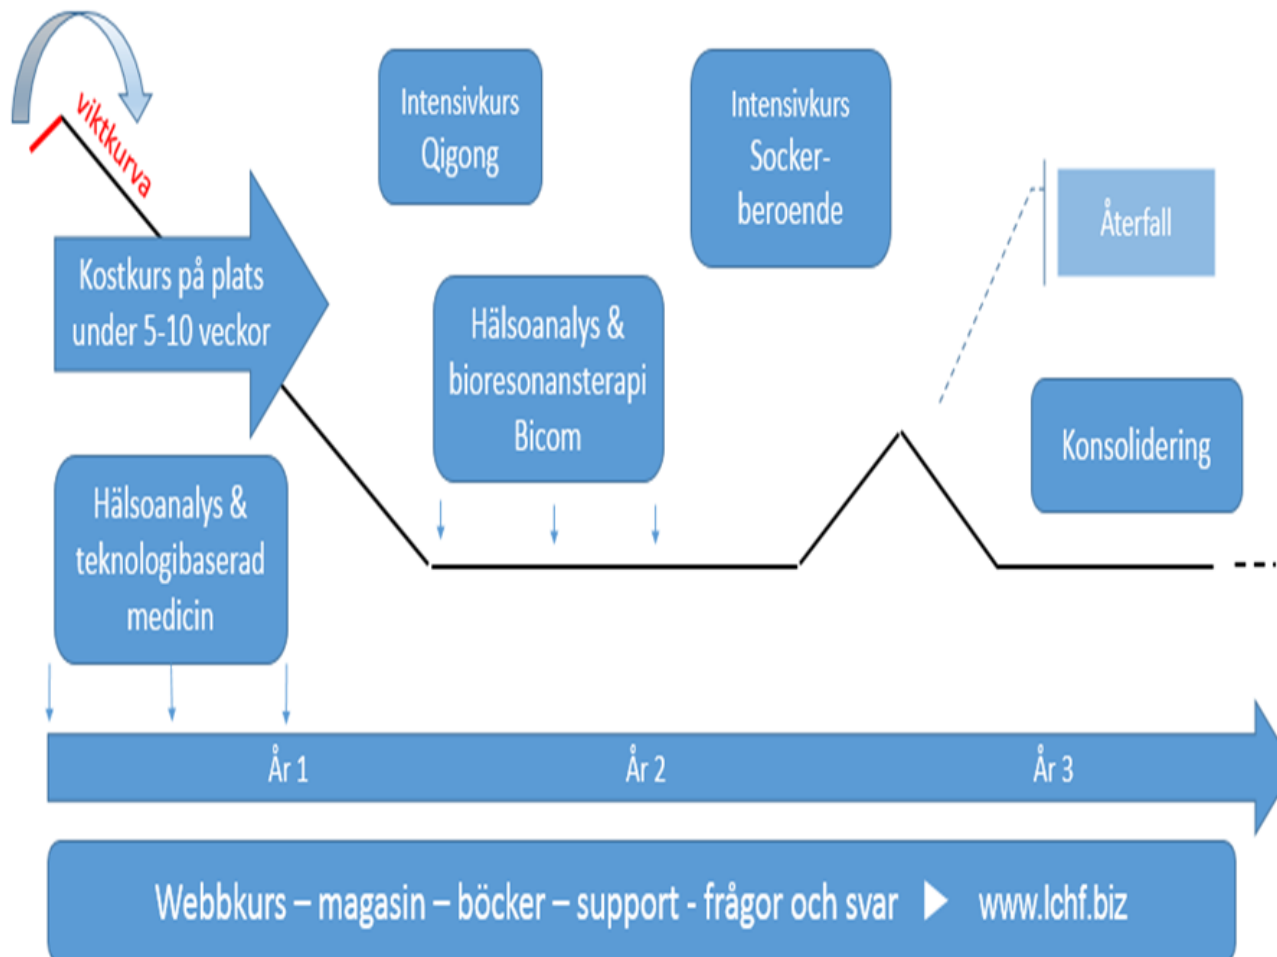 viktkurva
Intensivkurs
Qigong
Intensivkurs
Socker-
beroende
Återfall
Kostkurs på plats
under 5-10 veckor
Hälsoanalys &
bioresonansterapi
Bicom
Konsolidering
Hälsoanalys &
teknologibaserad
medicin
År 1
År 2
År 3
Webbkurs – magasin – böcker – support - frågor och svar ▶ www.lchf.biz